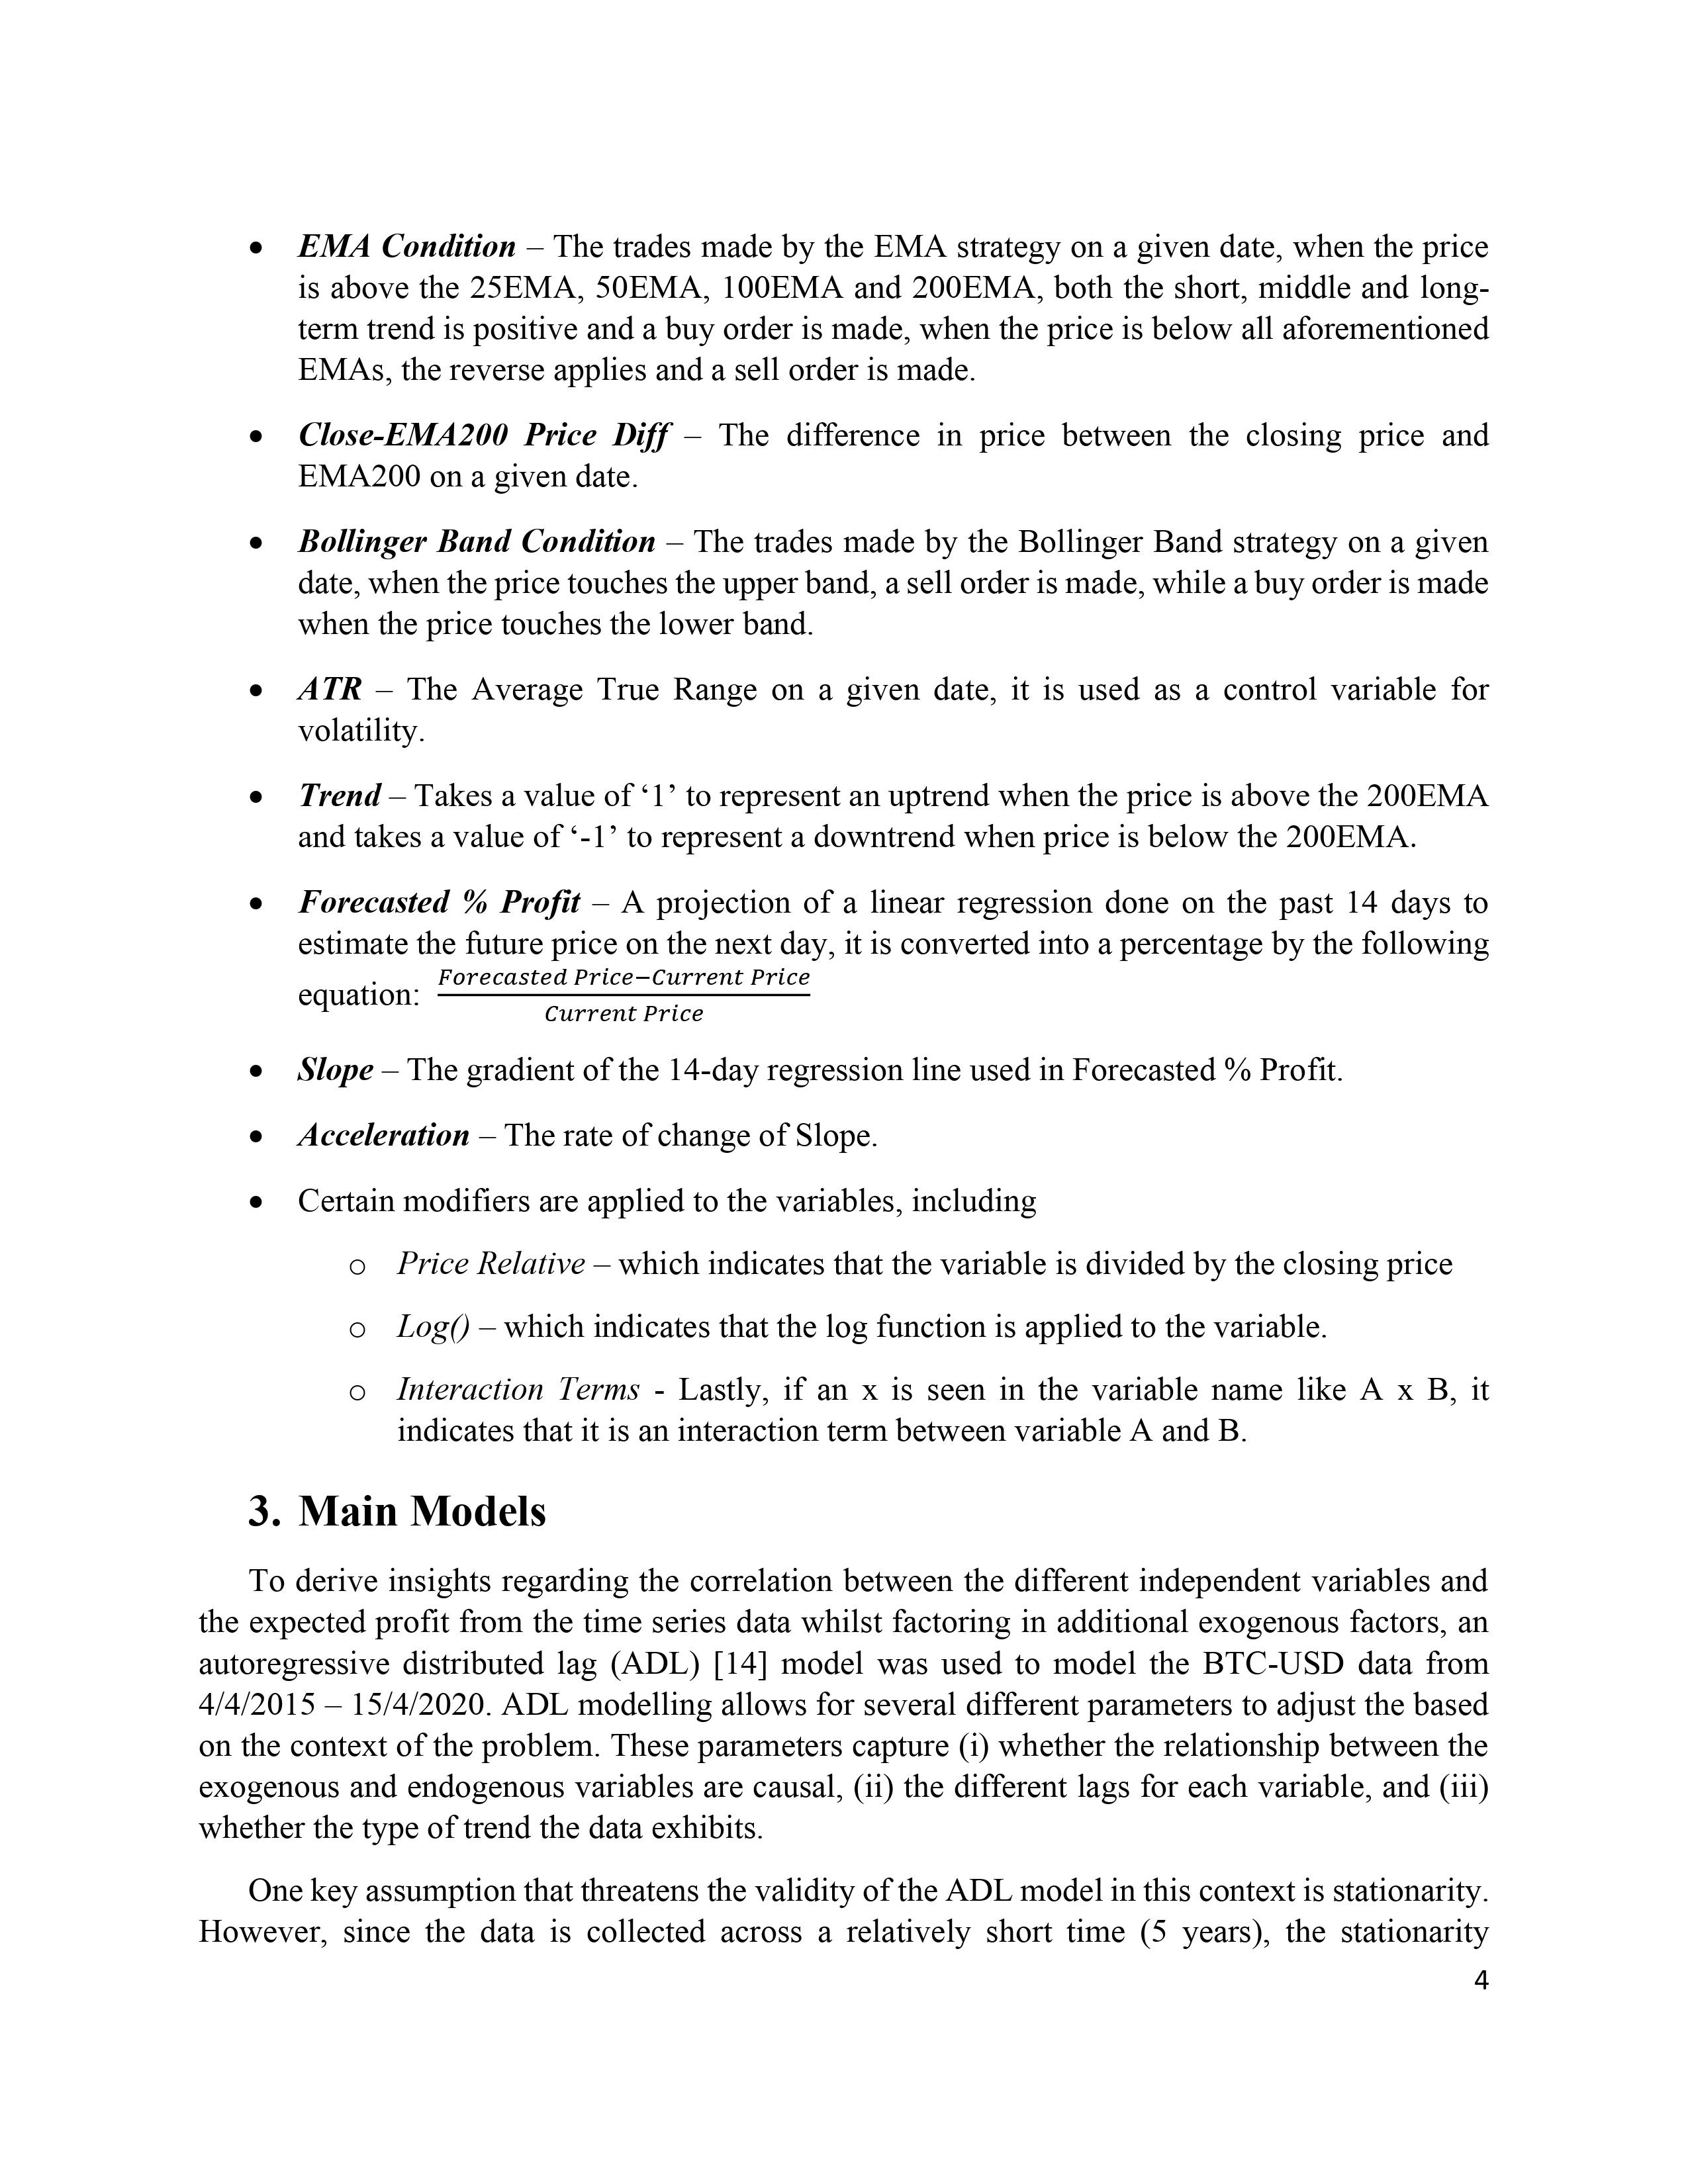 • EMA Condition – The trades made by the EMA strategy on a given date, when the price
is above the 25EMA, 50EMA, 100EMA and 200EMA, both the short, middle and long-
term trend is positive and a buy order is made, when the price is below all aforementioned
EMAs, the reverse applies and a sell order is made.
• Close-EMA200 Price Diff – The difference in price between the closing price and
EMA200 on a given date.
• Bollinger Band Condition – The trades made by the Bollinger Band strategy on a given
date, when the price touches the upper band, a sell order is made, while a buy order is made
when the price touches the lower band.
• ATR – The Average True Range on a given date, it is used as a control variable for
volatility.
• Trend – Takes a value of ‘1’ to represent an uptrend when the price is above the 200EMA
and takes a value of ‘-1’ to represent a downtrend when price is below the 200EMA.
• Forecasted % Profit – A projection of a linear regression done on the past 14 days to
estimate the future price on the next day, it is converted into a percentage by the following
equation: Forecasted Price−Current Price
Current Price
• Slope – The gradient of the 14-day regression line used in Forecasted % Profit.
• Acceleration – The rate of change of Slope.
• Certain modifiers are applied to the variables, including
o Price Relative – which indicates that the variable is divided by the closing price
o Log() – which indicates that the log function is applied to the variable.
o Interaction Terms - Lastly, if an x is seen in the variable name like A x B, it
indicates that it is an interaction term between variable A and B.
3. Main Models
To derive insights regarding the correlation between the different independent variables and
the expected profit from the time series data whilst factoring in additional exogenous factors, an
autoregressive distributed lag (ADL) [14] model was used to model the BTC-USD data from
4/4/2015 – 15/4/2020. ADL modelling allows for several different parameters to adjust the based
on the context of the problem. These parameters capture (i) whether the relationship between the
exogenous and endogenous variables are causal, (ii) the different lags for each variable, and (iii)
whether the type of trend the data exhibits.
One key assumption that threatens the validity of the ADL model in this context is stationarity.
However, since the data is collected across a relatively short time (5 years), the stationarity
4